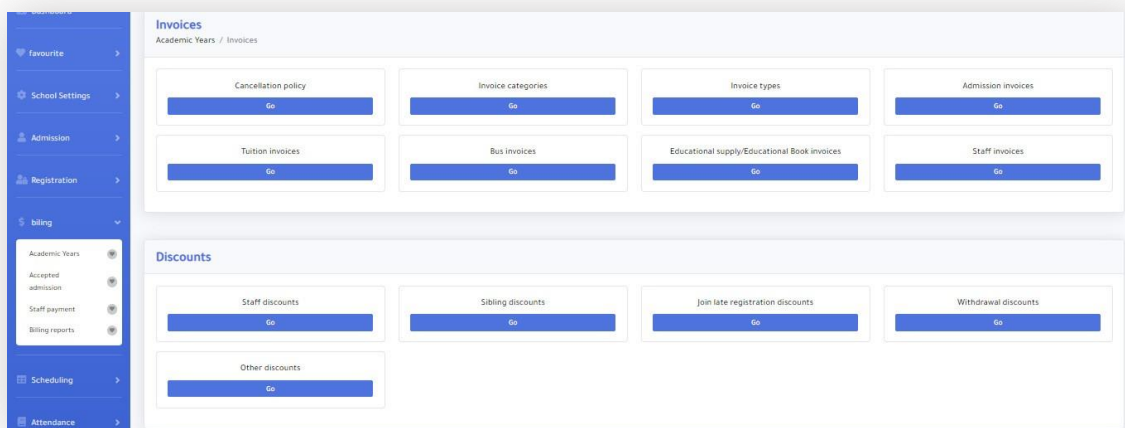 Dashboard
favourite
School Settings
Admission
Registration
biling
Academic Years
Accepted
admission
Staff payment
Billing reports
Scheduling
Attendance
Invoices
Academic Years / Invoices
Cancellation policy
Go
Invoice categories
Go
Invoice types
Go
Admission invoices
Go
Tuition invoices
Go
Bus invoices
Go
Educational supply/Educational Book invoices
Go
Staff invoices
Go
Discounts
Staff discounts
Go
Sibling discounts
Go
Join late registration discounts
Go
Withdrawal discounts
Go
Other discounts
Go